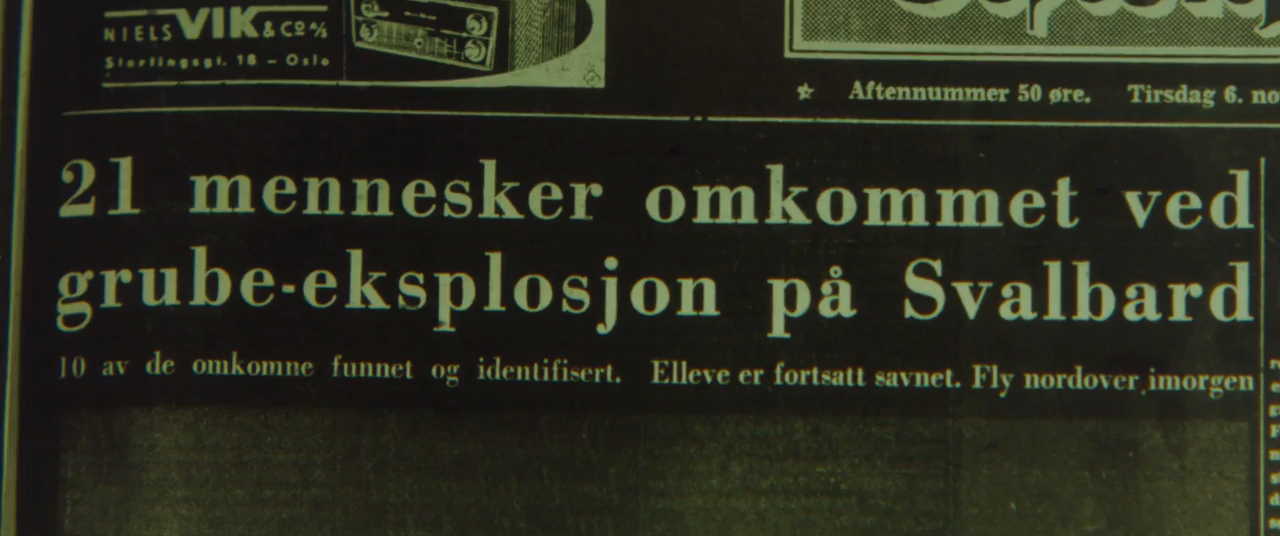 NIELS VIK & CO A/S
Storlingsgt. 18 – Oslo
Aftennummer 50 øre. Tirsdag 6.
21 mennesker omkommet ved
grube-eksplosjon på Svalbard
10 av de omkomne funnet og identifisert. Elleve er fortsatt savnet. Fly nordover imorgen